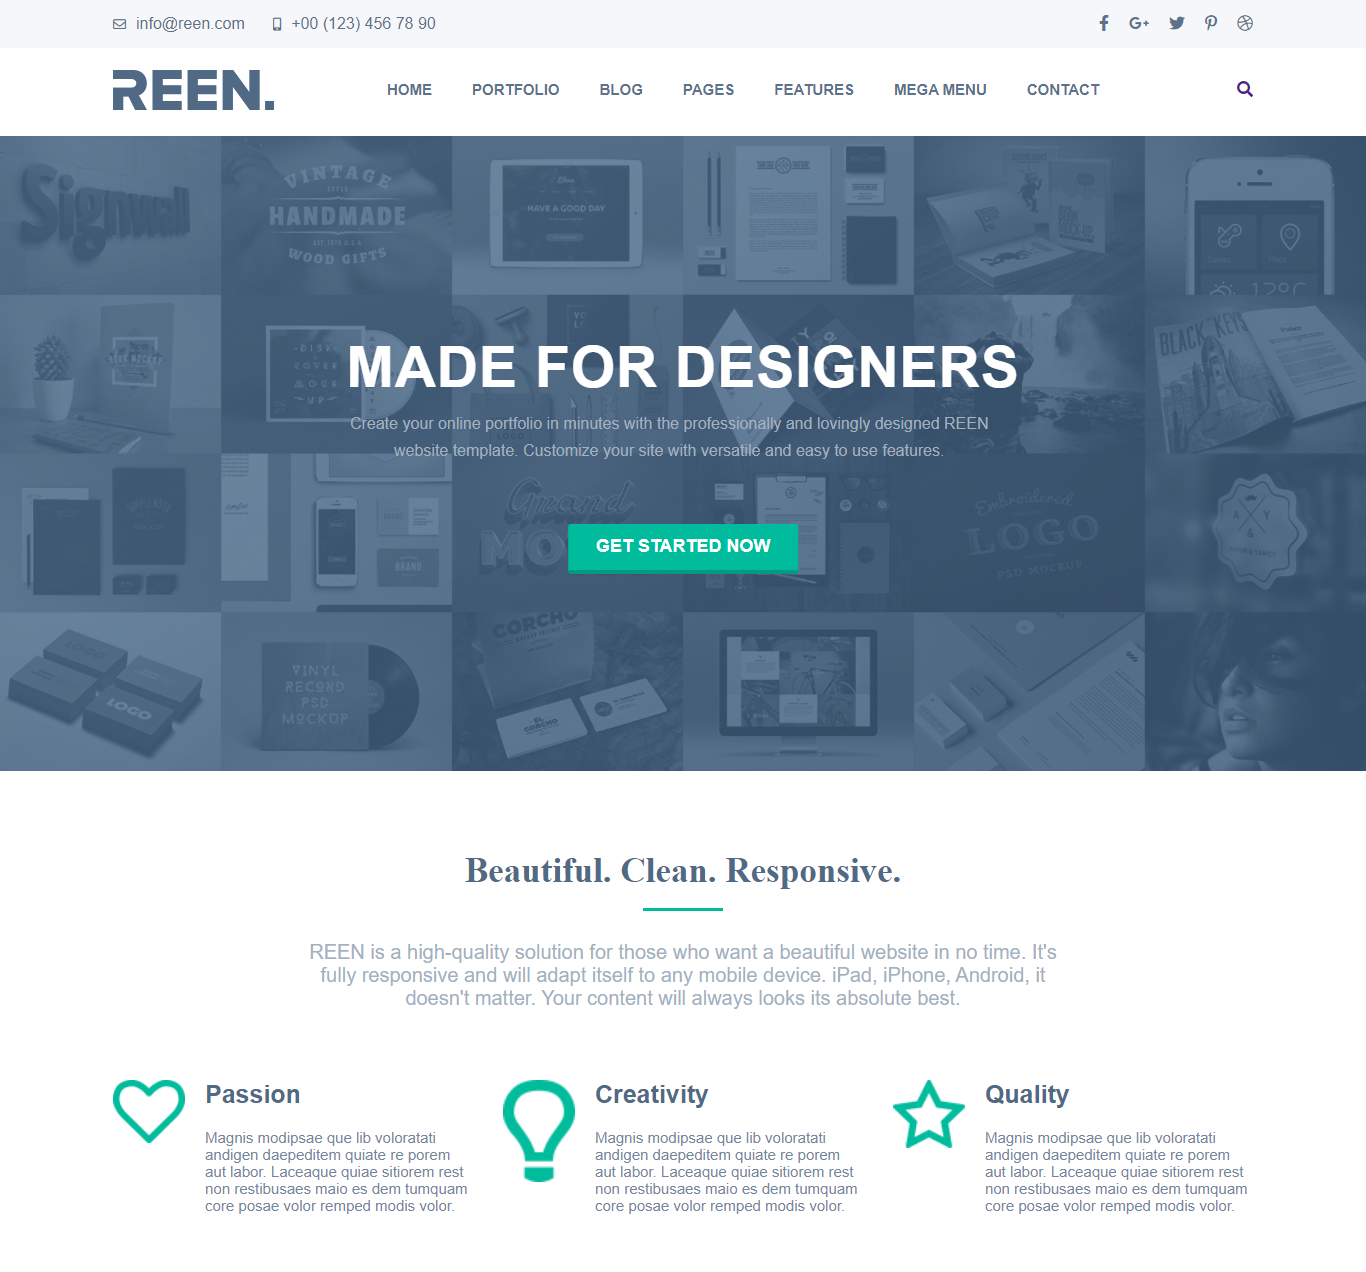 info@reen.com +00 (123) 456 78 90
REEN. HOME PORTFOLIO BLOG PAGES FEATURES MEGA MENU CONTACT
Signwall
VINTAGE
STYLE
HANDMADE
EST. 1979 U.S.A
WOOD GIFTS
HAVE A GOOD DAY
Games Place
12°C
DISK
COVER
MOCK
UP
BLACK KEYS
MADE FOR DESIGNERS
Create your online portfolio in minutes with the professionally and lovingly designed REEN
website template. Customize your site with versatile and easy to use features.
Grand
MO
Embroidered
LOGO
PSD MOCKUP
A Y
&
BRAND
GET STARTED NOW
LOGO
LOGO
VINYL
RECORD
PSD
MOCKUP
CORCHO
EL
CORCHO
Beautiful. Clean. Responsive.
REEN is a high-quality solution for those who want a beautiful website in no time. It's
fully responsive and will adapt itself to any mobile device. iPad, iPhone, Android, it
doesn't matter. Your content will always looks its absolute best.
Passion
Magnis modipsae que lib voloratati
andigen daepeditem quiate re porem
aut labor. Laceaque quiae sitiorem rest
non restibusaes maio es dem tumquam
core posae volor remped modis volor.
Creativity
Magnis modipsae que lib voloratati
andigen daepeditem quiate re porem
aut labor. Laceaque quiae sitiorem rest
non restibusaes maio es dem tumquam
core posae volor remped modis volor.
Quality
Magnis modipsae que lib voloratati
andigen daepeditem quiate re porem
aut labor. Laceaque quiae sitiorem rest
non restibusaes maio es dem tumquam
core posae volor remped modis volor.